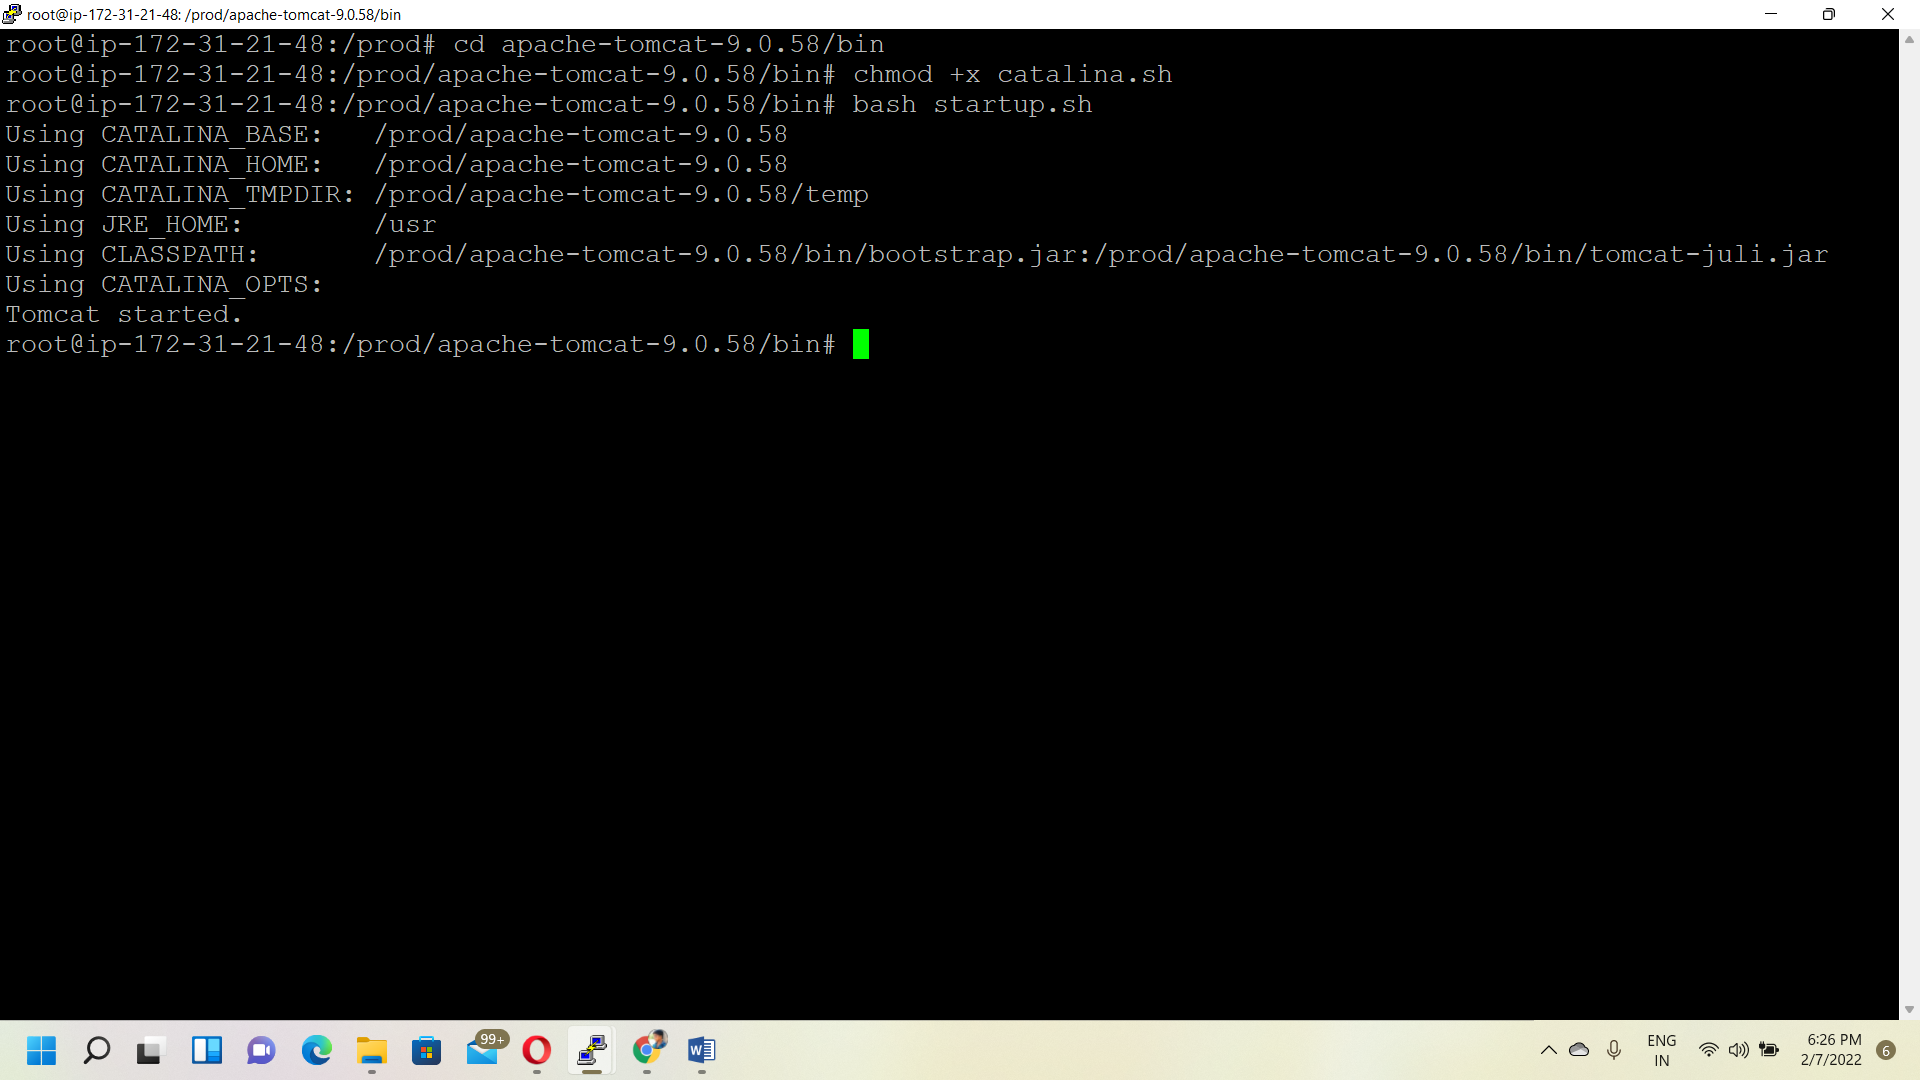 root@ip-172-31-21-48: /prod/apache-tomcat-9.0.58/bin
root@ip-172-31-21-48:/prod# cd apache-tomcat-9.0.58/bin
root@ip-172-31-21-48:/prod/apache-tomcat-9.0.58/bin# chmod +x catalina.sh
root@ip-172-31-21-48:/prod/apache-tomcat-9.0.58/bin# bash startup.sh
Using CATALINA_BASE:   /prod/apache-tomcat-9.0.58
Using CATALINA_HOME:   /prod/apache-tomcat-9.0.58
Using CATALINA_TMPDIR: /prod/apache-tomcat-9.0.58/temp
Using JRE_HOME:        /usr
Using CLASSPATH:       /prod/apache-tomcat-9.0.58/bin/bootstrap.jar:/prod/apache-tomcat-9.0.58/bin/tomcat-juli.jar
Using CATALINA_OPTS:
Tomcat started.
root@ip-172-31-21-48:/prod/apache-tomcat-9.0.58/bin#
99+
W
ENG
IN
6:26 PM
2/7/2022
6